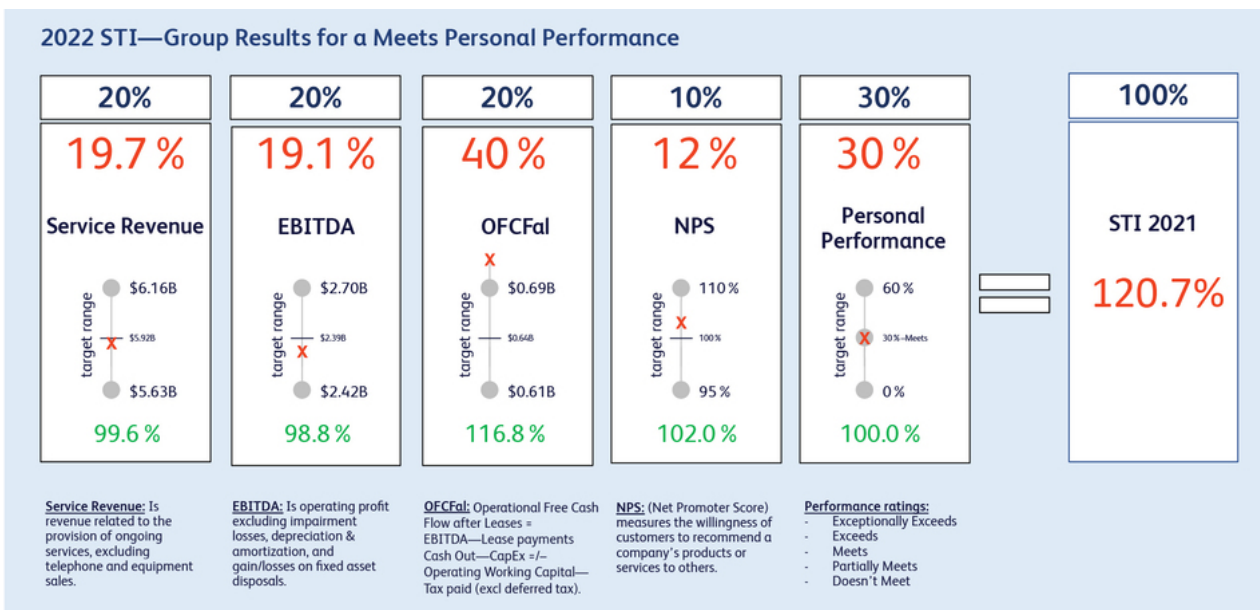 2022 STI—Group Results for a Meets Personal Performance
20%
19.7%
Service Revenue
target range
$6.16B
$5.92B
X
$5.63B
99.6%
20%
19.1%
EBITDA
target range
$2.70B
$2.39B
X
$2.42B
98.8%
20%
40%
OFCFal
X
target range
$0.69B
$0.64B
$0.61B
116.8%
10%
12%
NPS
target range
110%
X
100%
95%
102.0%
30%
30%
Personal
Performance
target range
60%
X
30%–Meets
0%
100.0%
100%
STI 2021
120.7%
Service Revenue: Is
revenue related to the
provision of ongoing
services, excluding
telephone and equipment
sales.
EBITDA: Is operating profit
excluding impairment
losses, depreciation &
amortization, and
gain/losses on fixed asset
disposals.
OFCFal: Operational Free Cash
Flow after Leases =
EBITDA—Lease payments
Cash Out—CapEx =/–
Operating Working Capital—
Tax paid (excl deferred tax).
NPS: (Net Promoter Score)
measures the willingness of
customers to recommend a
company's products or
services to others.
Performance ratings:
- Exceptionally Exceeds
- Exceeds
- Meets
- Partially Meets
- Doesn't Meet